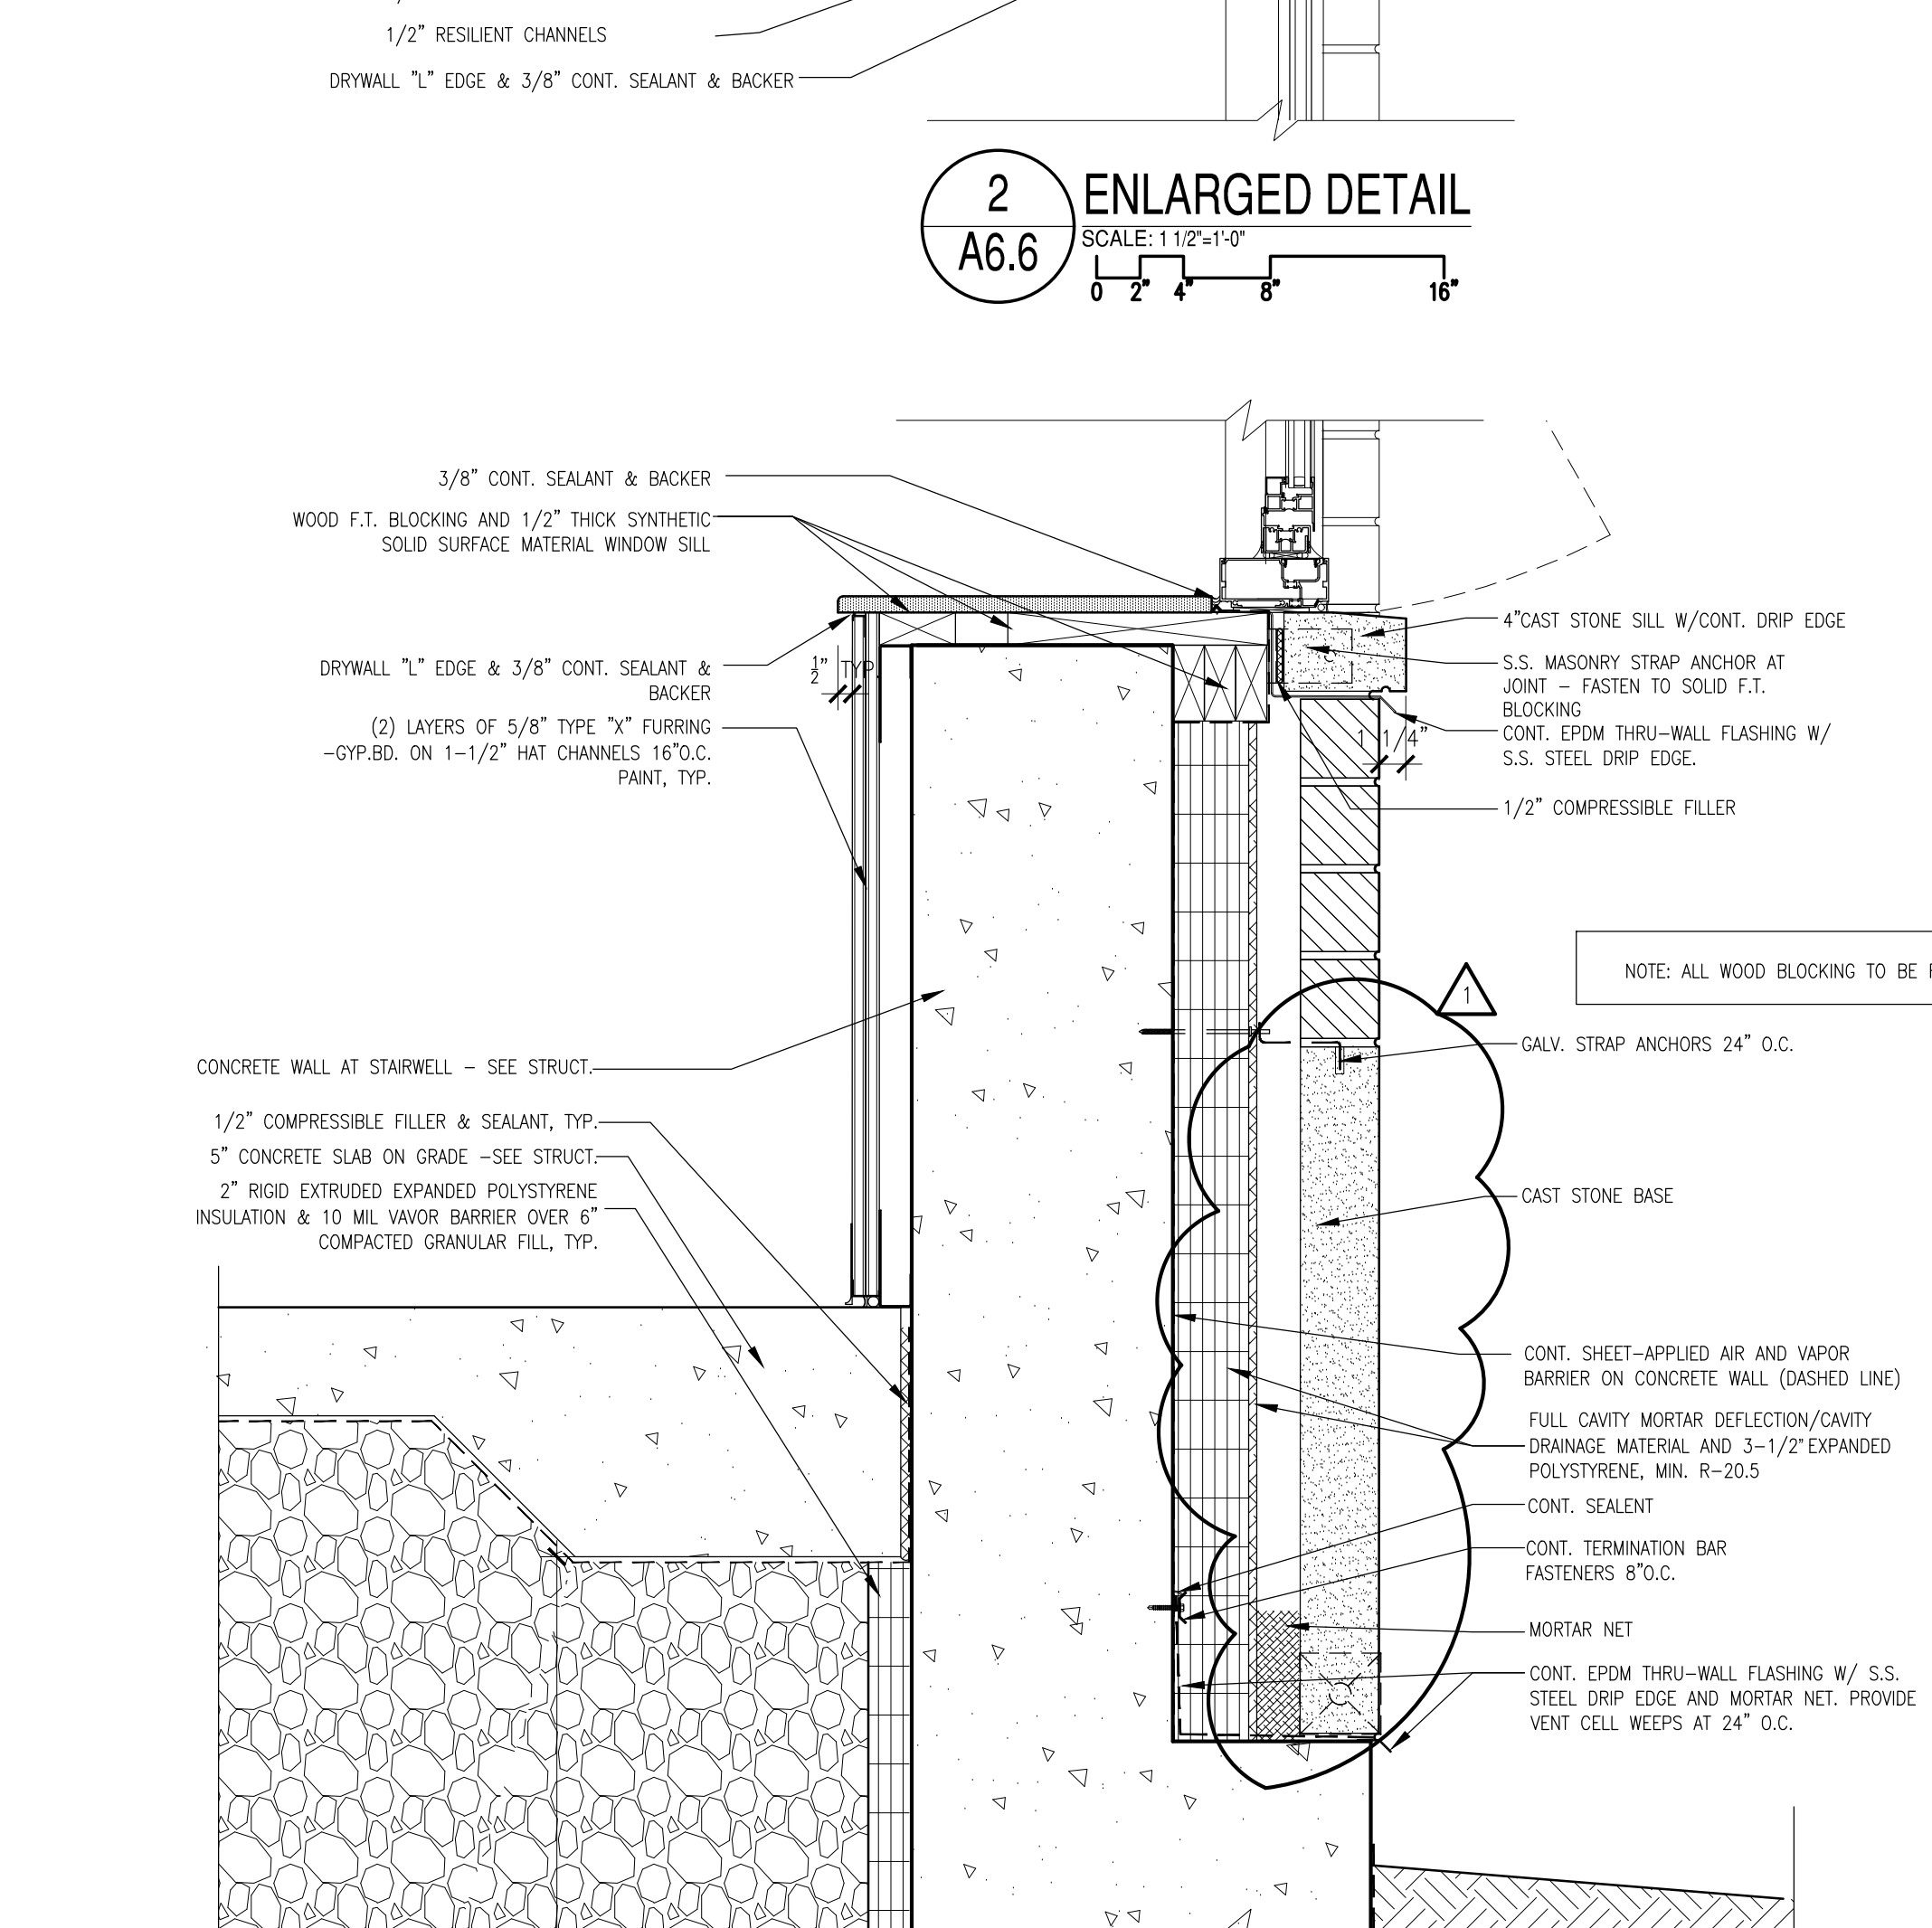 1/2" RESILIENT CHANNELS
DRYWALL "L" EDGE & 3/8" CONT. SEALANT & BACKER
2
A6.6
ENLARGED DETAIL
SCALE: 1 1/2"=1'-0"
0 2" 4" 8" 16"
3/8" CONT. SEALANT & BACKER
WOOD F.T. BLOCKING AND 1/2" THICK SYNTHETIC
SOLID SURFACE MATERIAL WINDOW SILL
DRYWALL "L" EDGE & 3/8" CONT. SEALANT &
BACKER
1/2" TYP.
(2) LAYERS OF 5/8" TYPE "X" FURRING
-GYP.BD. ON 1-1/2" HAT CHANNELS 16"O.C.
PAINT, TYP.
4"CAST STONE SILL W/CONT. DRIP EDGE
S.S. MASONRY STRAP ANCHOR AT
JOINT - FASTEN TO SOLID F.T.
BLOCKING
CONT. EPDM THRU-WALL FLASHING W/
S.S. STEEL DRIP EDGE.
1 1/4"
1/2" COMPRESSIBLE FILLER
NOTE: ALL WOOD BLOCKING TO BE
1
GALV. STRAP ANCHORS 24" O.C.
CONCRETE WALL AT STAIRWELL - SEE STRUCT.
1/2" COMPRESSIBLE FILLER & SEALANT, TYP.
5" CONCRETE SLAB ON GRADE -SEE STRUCT.
2" RIGID EXTRUDED EXPANDED POLYSTYRENE
INSULATION & 10 MIL VAVOR BARRIER OVER 6"
COMPACTED GRANULAR FILL, TYP.
CAST STONE BASE
CONT. SHEET-APPLIED AIR AND VAPOR
BARRIER ON CONCRETE WALL (DASHED LINE)
FULL CAVITY MORTAR DEFLECTION/CAVITY
DRAINAGE MATERIAL AND 3-1/2" EXPANDED
POLYSTYRENE, MIN. R-20.5
CONT. SEALENT
CONT. TERMINATION BAR
FASTENERS 8"O.C.
MORTAR NET
CONT. EPDM THRU-WALL FLASHING W/ S.S.
STEEL DRIP EDGE AND MORTAR NET. PROVIDE
VENT CELL WEEPS AT 24" O.C.